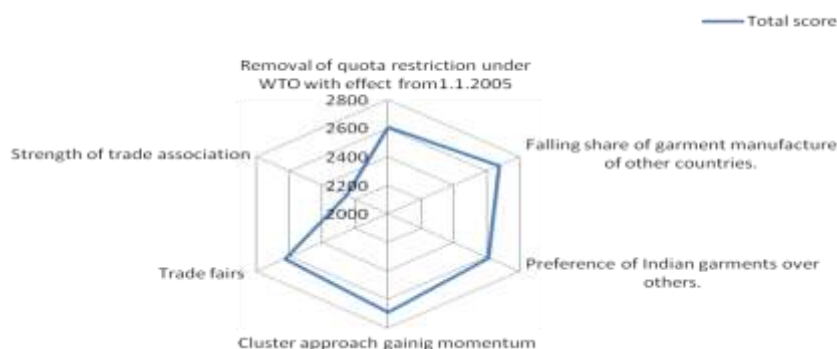 Total score
Removal of quota restriction under
WTO with effect from1.1.2005
2800
2600
2400
2200
2000
Falling share of garment manufacture
of other countries.
Strength of trade association
Preference of Indian garments over
others.
Trade fairs
Cluster approach gainig momentum